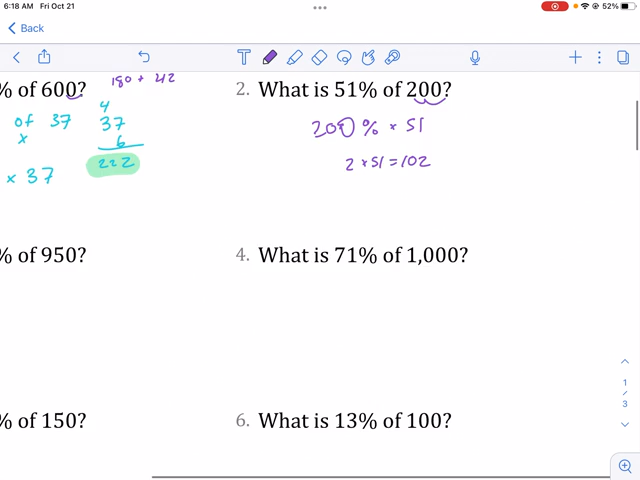 6:18 AM Fri Oct 21
52%
Back
T
% of 600?
180 + 42
of 37
x
4
37
6
222
x 37
2. What is 51% of 200?
200 % × 51
2 × 51 = 102
% of 950?
4. What is 71% of 1,000?
% of 150?
6. What is 13% of 100?
1
/
3